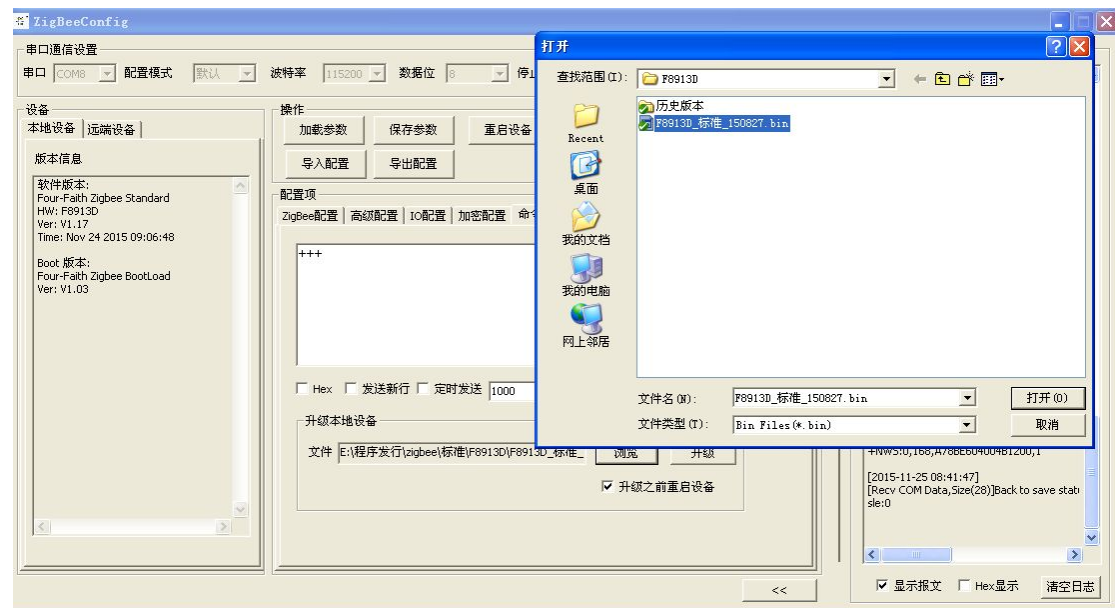 ZigBeeConfig
串口通信设置
串口 COM8 配置模式 默认 波特率 115200 数据位 8
设备
本地设备 远端设备
版本信息
软件版本:
Four-Faith Zigbee Standard
HW: F8913D
Ver: V1.17
Time: Nov 24 2015 09:06:48
Boot 版本:
Four-Faith Zigbee BootLoad
Ver: V1.03
操作
加载参数 保存参数 重启设备
导入配置 导出配置
配置项
ZigBee配置 高级配置 IO配置 加密配置
+++
Hex 发送新行 定时发送 1000
升级本地设备
文件 E:\程序发行\zigbee\标准\F8913D\F8913D_标准_ 浏览 升级
升级之前重启设备
<<
打开
查找范围(I): F8913D
Recent
桌面
我的文档
我的电脑
网上邻居
历史版本
F8913D_标准_150827.bin
文件名(N): F8913D_标准_150827.bin 打开(O)
文件类型(T): Bin Files(*.bin) 取消
+NWS:0,168,A78BE604004B1200,1
[2015-11-25 08:41:47]
[Recv COM Data,Size(28)]Back to save stat
sle:0
显示报文 Hex显示 清空日志